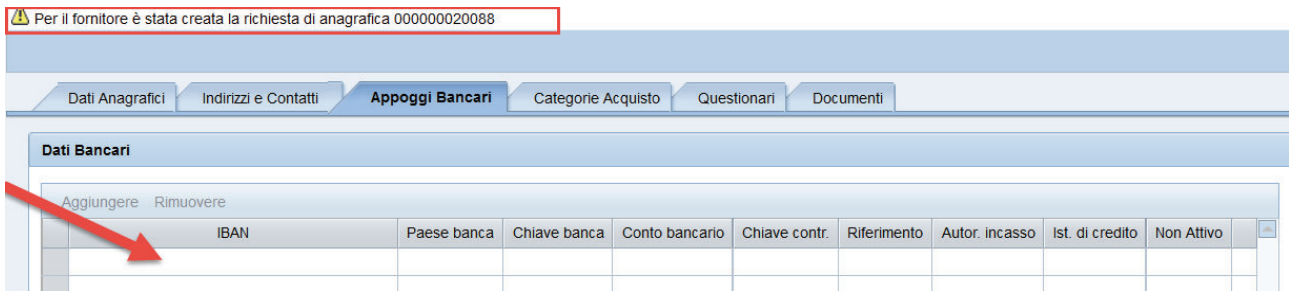 Per il fornitore è stata creata la richiesta di anagrafica 000000020088
Dati Anagrafici Indirizzi e Contatti Appoggi Bancari Categorie Acquisto Questionari Documenti
Dati Bancari
Aggiungere Rimuovere
IBAN Paese banca Chiave banca Conto bancario Chiave contr. Riferimento Autor. incasso Ist. di credito Non Attivo